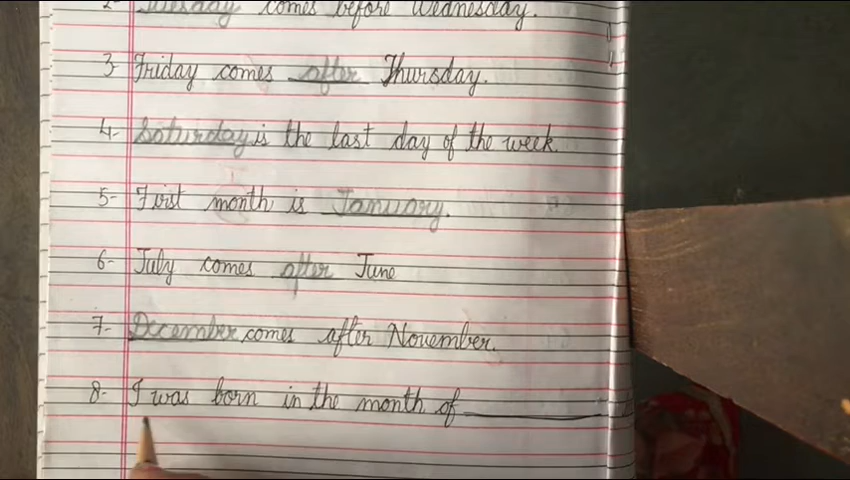 2- Tuesday comes before Wednesday.
3- Friday comes after Thursday.
4- Saturday is the last day of the week.
5- First month is January.
6- July comes after June
7- December comes after November.
8- I was born in the month of